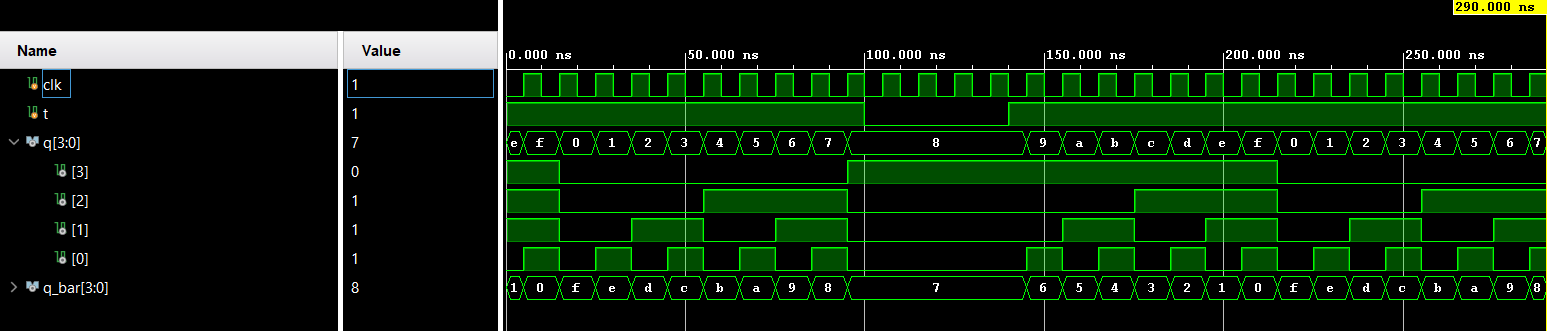 290.000 ns
Name Value
0.000 ns 50.000 ns 100.000 ns 150.000 ns 200.000 ns 250.000 ns
clk 1
t 1
q[3:0] 7 e f 0 1 2 3 4 5 6 7 8 9 a b c d e f 0 1 2 3 4 5 6 7
[3] 0
[2] 1
[1] 1
[0] 1
q_bar[3:0] 8 1 0 f e d c b a 9 8 7 6 5 4 3 2 1 0 f e d c b a 9 8